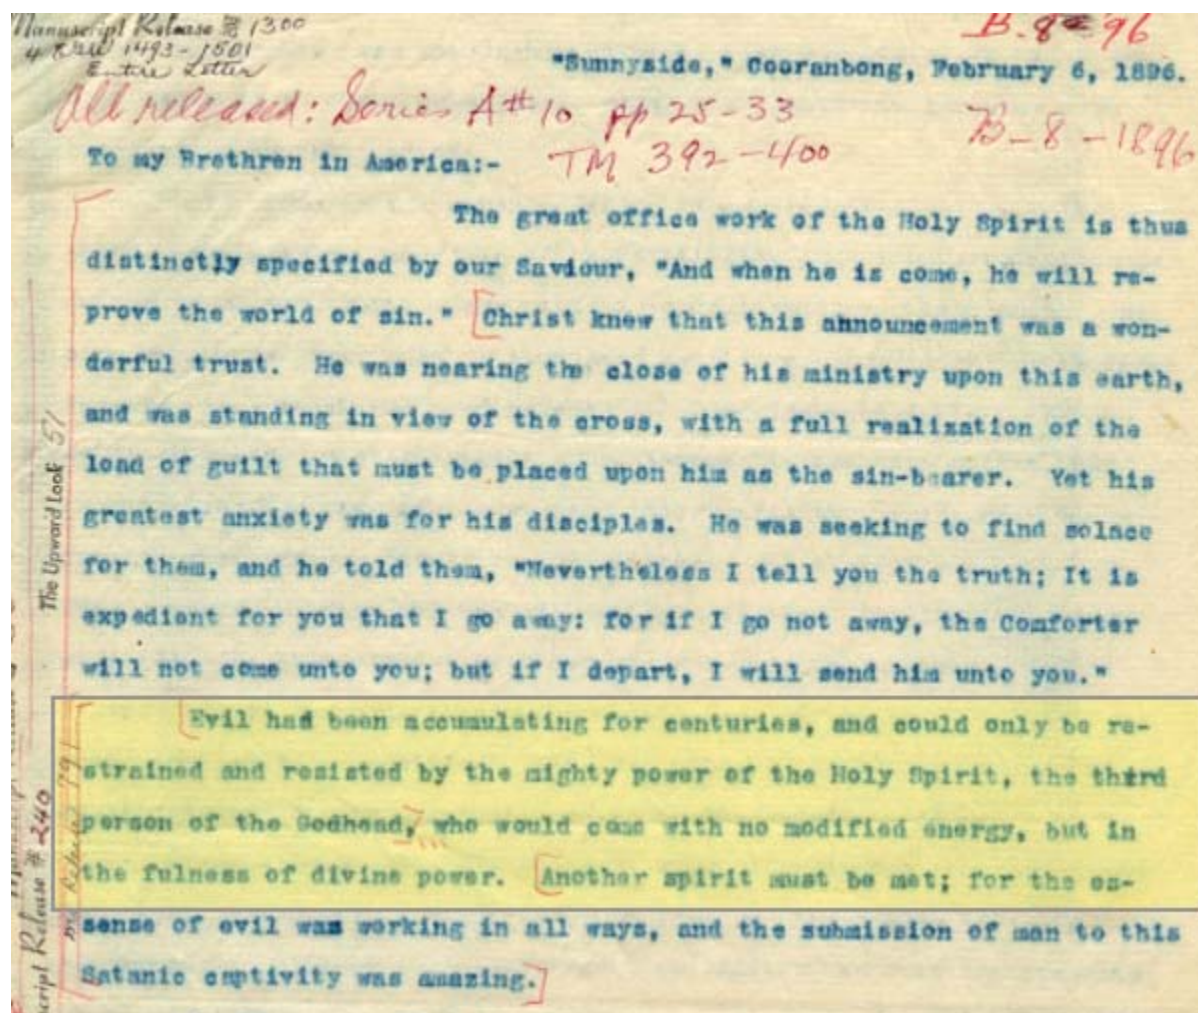 Manuscript Release # 1300
4 1493-1501
Entire Letter
B-8-96
"Sunnyside," Cooranbong, February 6, 1896.
All released: Series A #10 pp 25-33
B-8-1896
To my Brethren in America:-
TM 392-400
The great office work of the Holy Spirit is thus
distinctly specified by our Saviour, "And when he is come, he will re-
prove the world of sin." [Christ knew that this announcement was a won-
derful trust. He was nearing the close of his ministry upon this earth,
and was standing in view of the cross, with a full realization of the
load of guilt that must be placed upon him as the sin-bearer. Yet his
greatest anxiety was for his disciples. He was seeking to find solace
for them, and he told them, "Nevertheless I tell you the truth; It is
expedient for you that I go away: for if I go not away, the Comforter
will not come unto you; but if I depart, I will send him unto you."
[Evil had been accumulating for centuries, and could only be re-
strained and resisted by the mighty power of the Holy Spirit, the third
person of the Godhead, who would come with no modified energy, but in
the fulness of divine power. [Another spirit must be met; for the es-
sense of evil was working in all ways, and the submission of man to this
Satanic captivity was amazing.]
The Upward Look 51
Release # 240